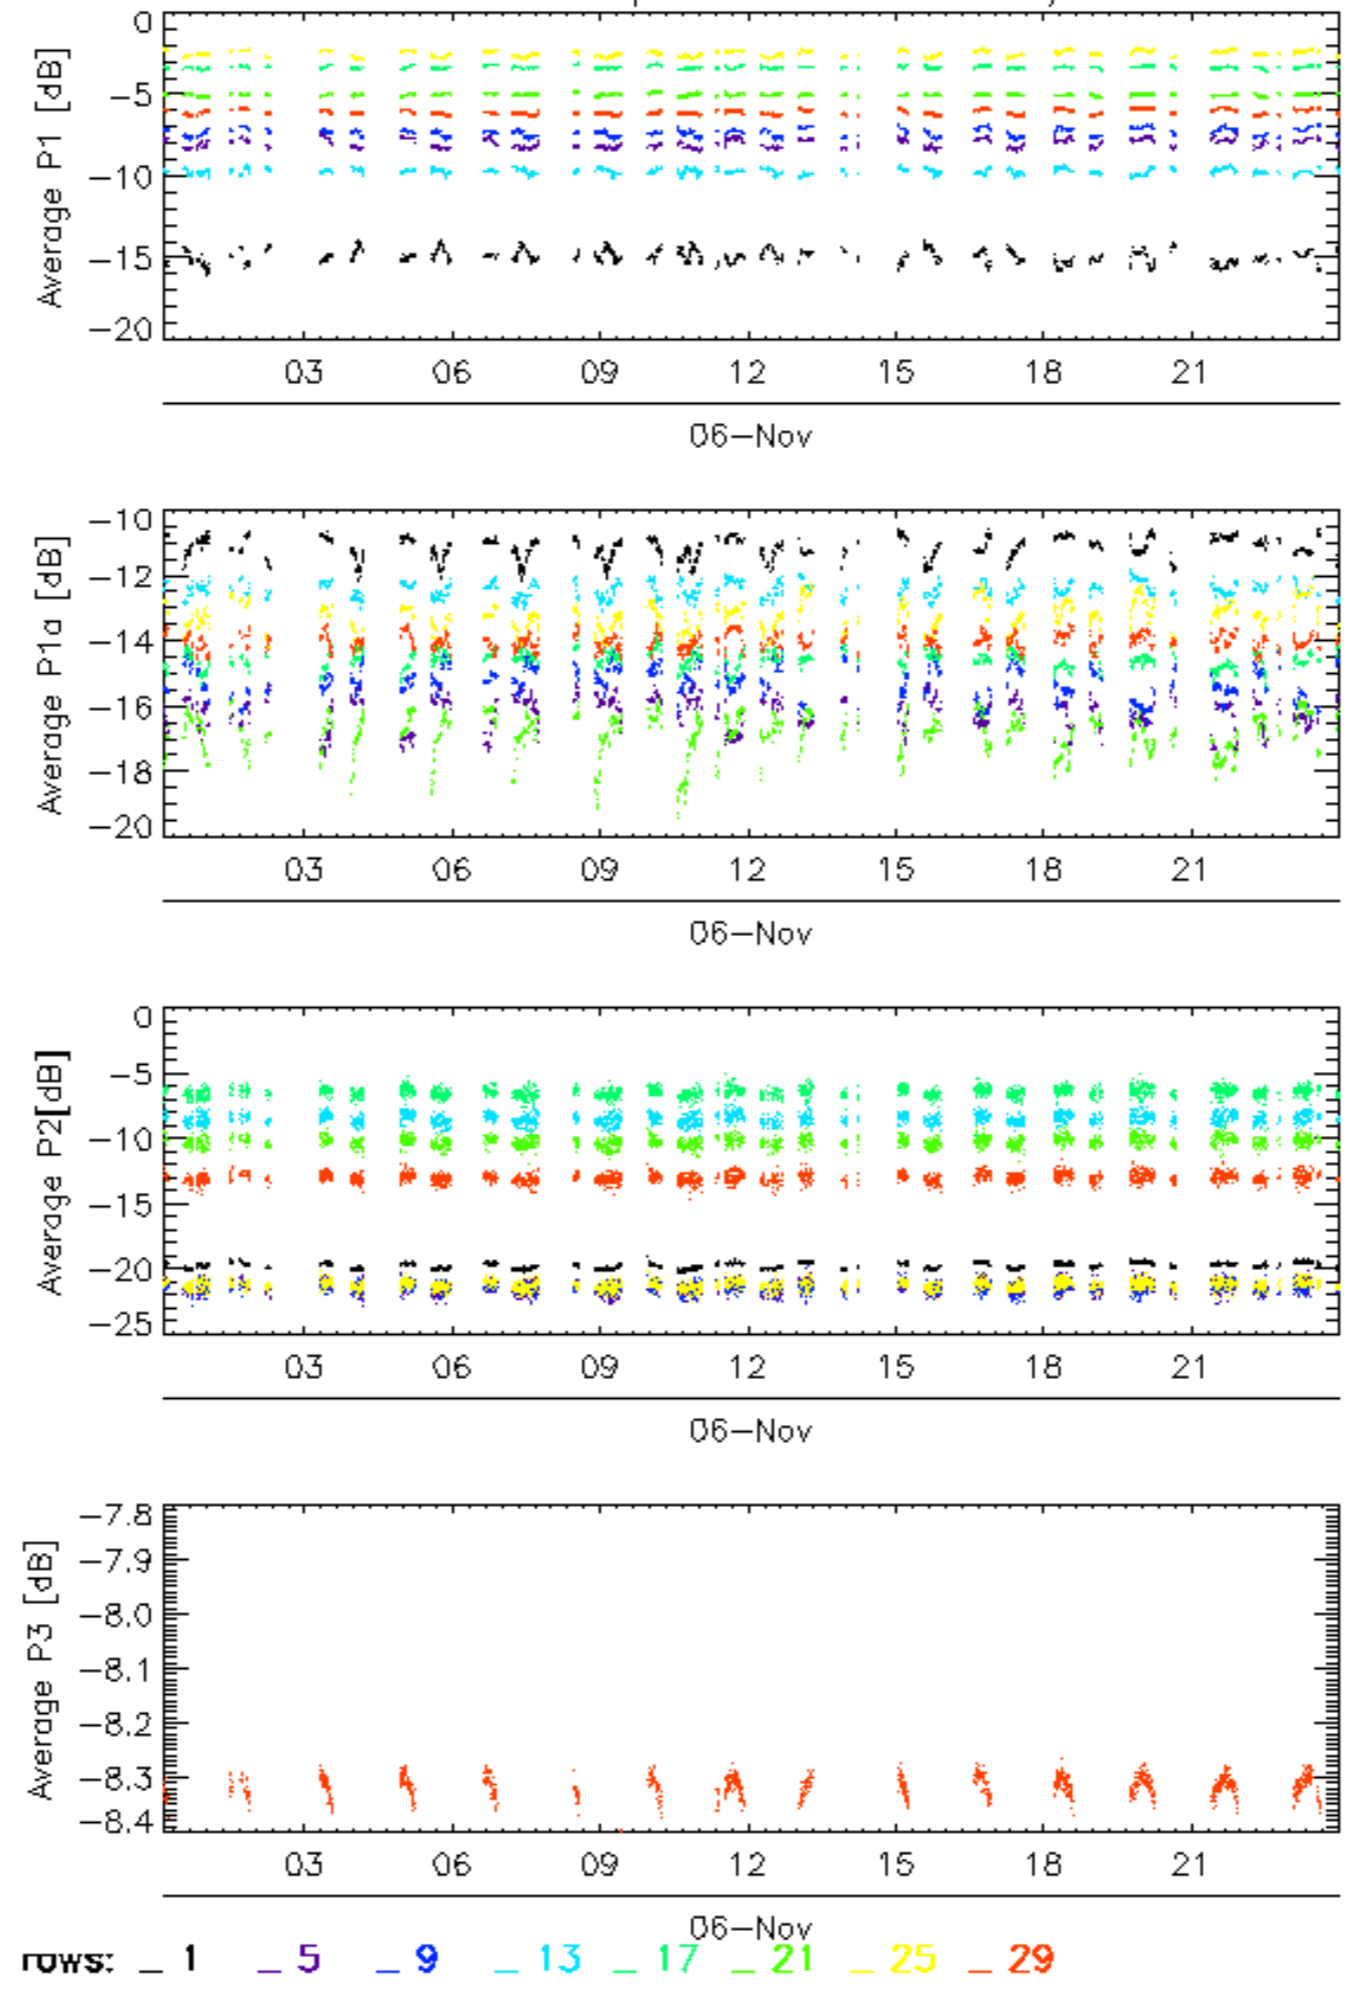 0
−5
−10
−15
−20
Average P1 [dB]
03 06 09 12 15 18 21
06−Nov
−10
−12
−14
−16
−18
−20
Average P1a [dB]
03 06 09 12 15 18 21
06−Nov
0
−5
−10
−15
−20
−25
Average P2[dB]
03 06 09 12 15 18 21
06−Nov
−7.8
−7.9
−8.0
−8.1
−8.2
−8.3
−8.4
Average P3 [dB]
03 06 09 12 15 18 21
06−Nov
rows: _ 1 _ 5 _ 9 _ 13 _ 17 _ 21 _ 25 _ 29